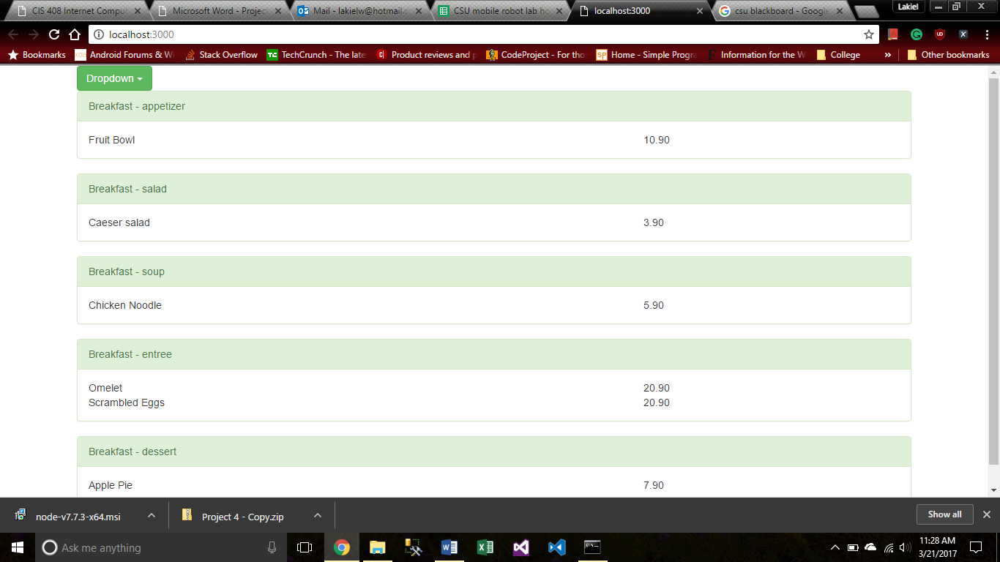 CIS 408 Internet Comput
Microsoft Word - Project
Mail - lakielw@hotmail.c
CSU mobile robot lab ho
localhost:3000
csu blackboard - Google
Lakiel
localhost:3000
Bookmarks
Android Forums & W
Stack Overflow
TechCrunch - The late
Product reviews and p
CodeProject - For tho
Home - Simple Progra
Information for the W
College
»
Other bookmarks
Dropdown
Breakfast - appetizer
Fruit Bowl 10.90
Breakfast - salad
Caeser salad 3.90
Breakfast - soup
Chicken Noodle 5.90
Breakfast - entree
Omelet 20.90
Scrambled Eggs 20.90
Breakfast - dessert
Apple Pie 7.90
node-v7.7.3-x64.msi
Project 4 - Copy.zip
Show all
Ask me anything
11:28 AM
3/21/2017